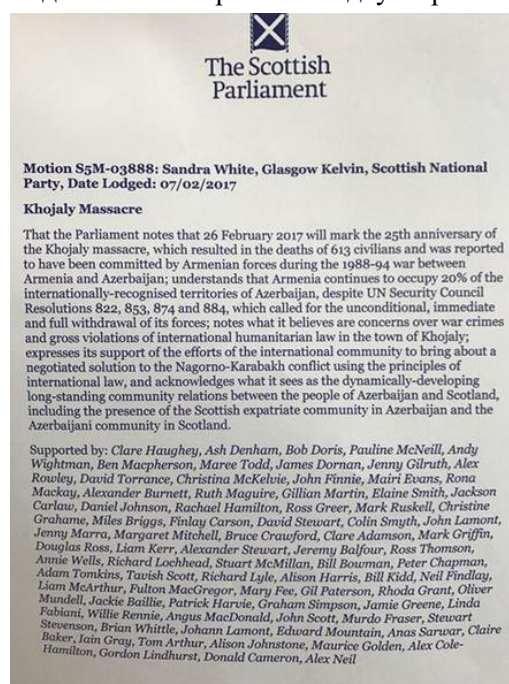 The Scottish
Parliament
Motion S5M-03888: Sandra White, Glasgow Kelvin, Scottish National
Party, Date Lodged: 07/02/2017
Khojaly Massacre
That the Parliament notes that 26 February 2017 will mark the 25th anniversary of
the Khojaly massacre, which resulted in the deaths of 613 civilians and was reported
to have been committed by Armenian forces during the 1988-94 war between
Armenia and Azerbaijan; understands that Armenia continues to occupy 20% of the
internationally-recognised territories of Azerbaijan, despite UN Security Council
Resolutions 822, 853, 874 and 884, which called for the unconditional, immediate
and full withdrawal of its forces; notes what it believes are concerns over war crimes
and gross violations of international humanitarian law in the town of Khojaly;
expresses its support of the efforts of the international community to bring about a
negotiated solution to the Nagorno-Karabakh conflict using the principles of
international law, and acknowledges what it sees as the dynamically-developing
long-standing community relations between the people of Azerbaijan and Scotland,
including the presence of the Scottish expatriate community in Azerbaijan and the
Azerbaijani community in Scotland.
Supported by: Clare Haughey, Ash Denham, Bob Doris, Pauline McNeill, Andy
Wightman, Ben Macpherson, Maree Todd, James Dornan, Jenny Gilruth, Alex
Rowley, David Torrance, Christina McKelvie, John Finnie, Mairi Evans, Rona
Mackay, Alexander Burnett, Ruth Maguire, Gillian Martin, Elaine Smith, Jackson
Carlaw, Daniel Johnson, Rachael Hamilton, Ross Greer, Mark Ruskell, Christine
Grahame, Miles Briggs, Finlay Carson, David Stewart, Colin Smyth, John Lamont,
Jenny Marra, Margaret Mitchell, Bruce Crawford, Clare Adamson, Mark Griffin,
Douglas Ross, Liam Kerr, Alexander Stewart, Jeremy Balfour, Ross Thomson,
Annie Wells, Richard Lochhead, Stuart McMillan, Bill Bowman, Peter Chapman,
Adam Tomkins, Tavish Scott, Richard Lyle, Alison Harris, Bill Kidd, Neil Findlay,
Liam McArthur, Fulton MacGregor, Mary Fee, Gil Paterson, Rhoda Grant, Oliver
Mundell, Jackie Baillie, Patrick Harvie, Graham Simpson, Jamie Greene, Linda
Fabiani, Willie Rennie, Angus MacDonald, John Scott, Murdo Fraser, Stewart
Stevenson, Brian Whittle, Johann Lamont, Edward Mountain, Anas Sarwar, Claire
Baker, Iain Gray, Tom Arthur, Alison Johnstone, Maurice Golden, Alex Cole-
Hamilton, Gordon Lindhurst, Donald Cameron, Alex Neil